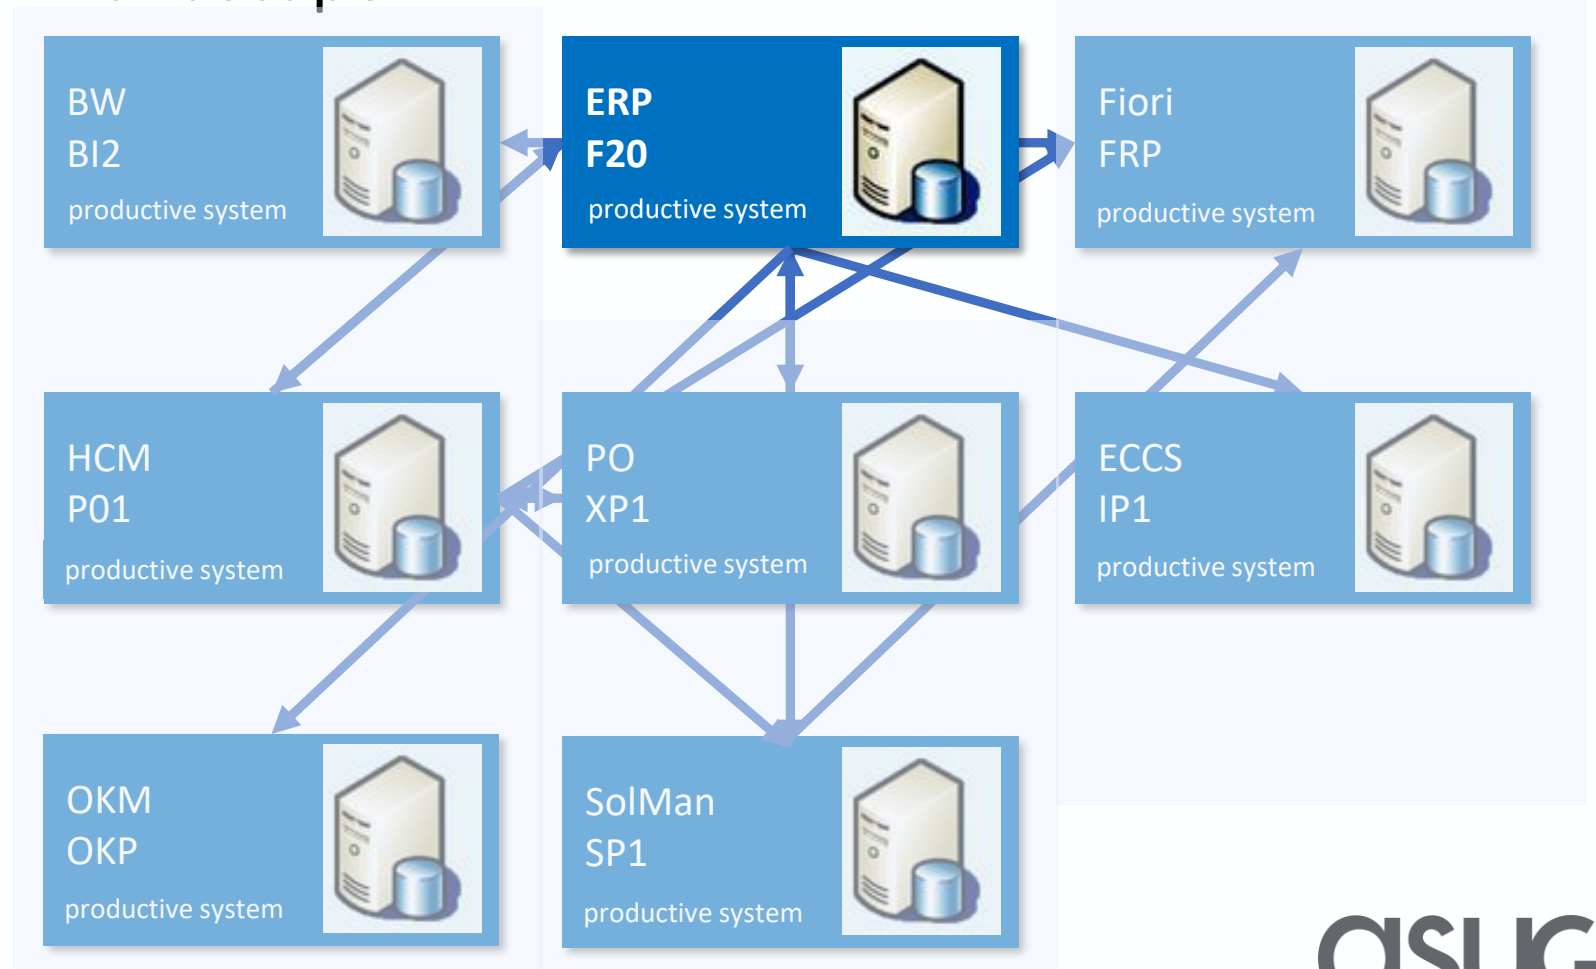 BW
BI2
productive system
ERP
F20
productive system
Fiori
FRP
productive system
HCM
P01
productive system
PO
XP1
productive system
ECCS
IP1
productive system
OKM
OKP
productive system
SolMan
SP1
productive system
asug